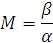 M = β/α